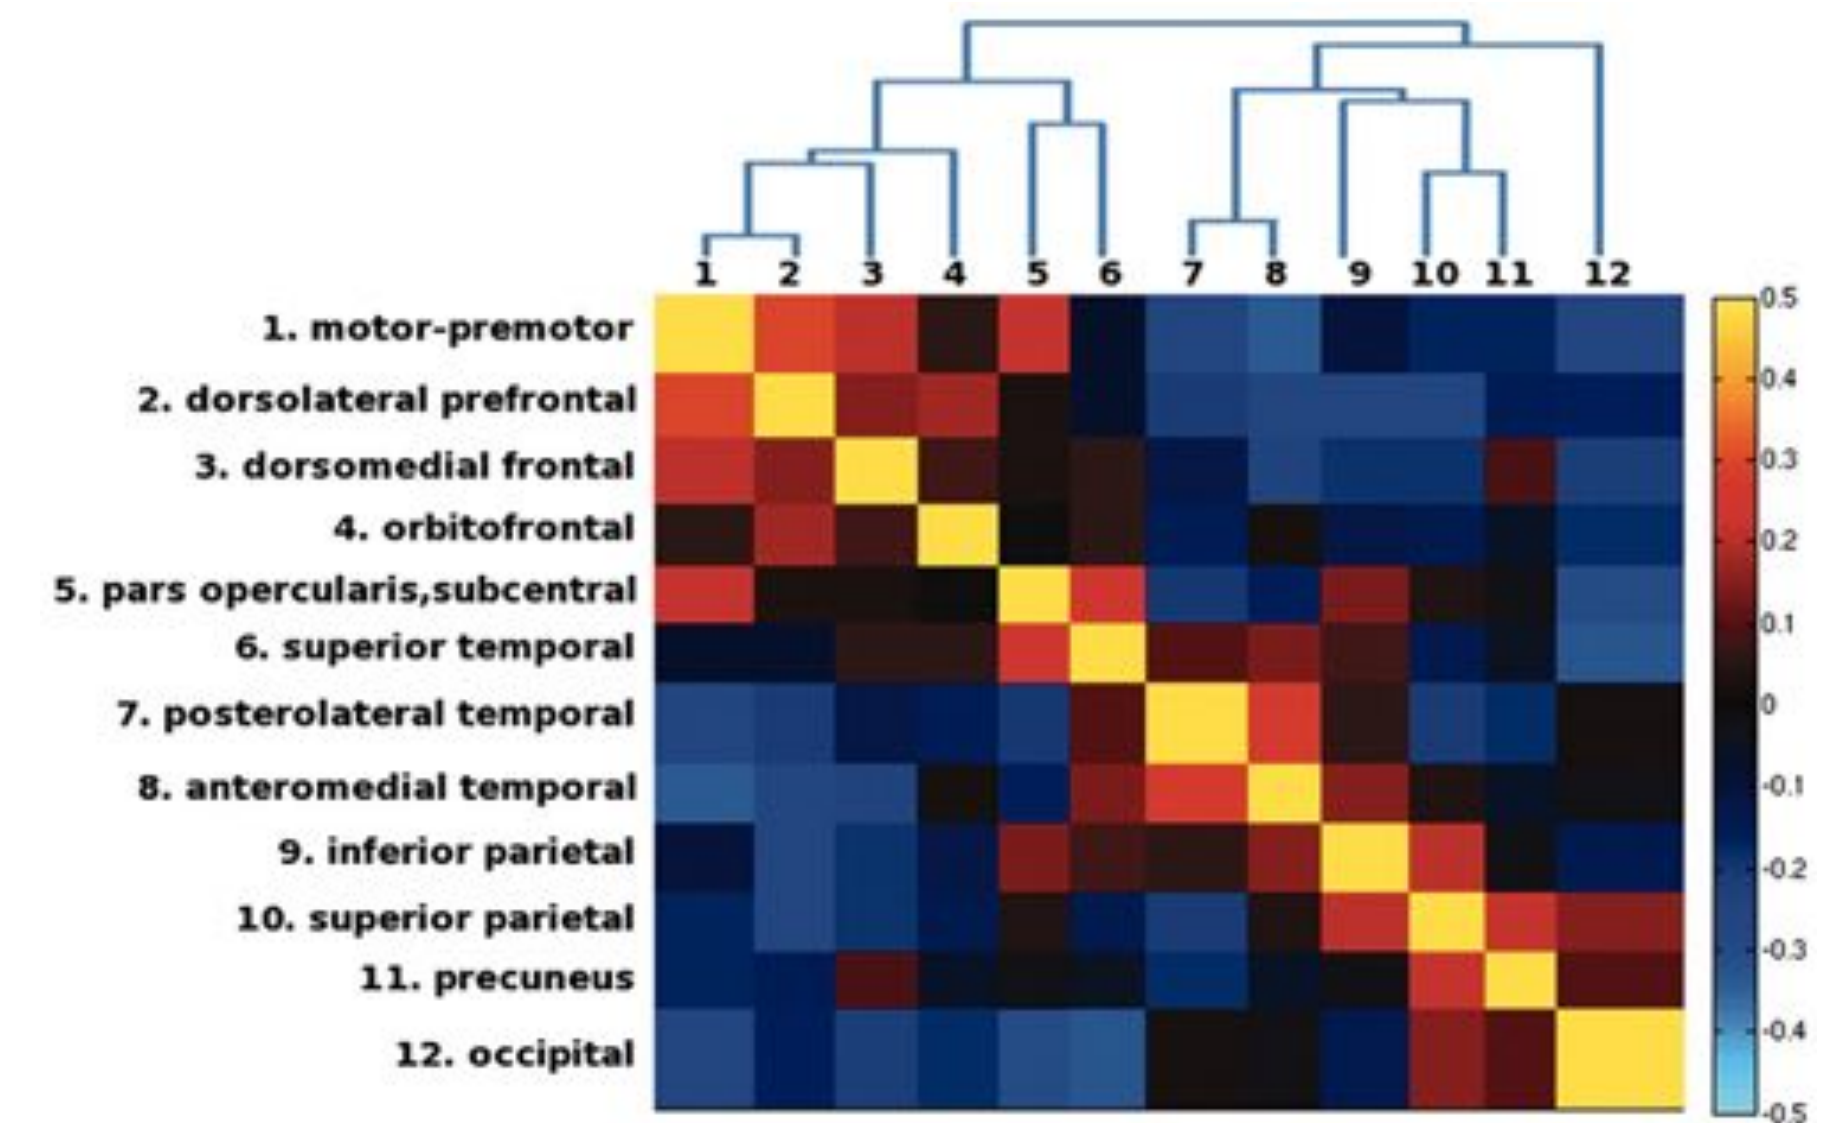 1 2 3 4 5 6 7 8 9 10 11 12
1. motor-premotor
2. dorsolateral prefrontal
3. dorsomedial frontal
4. orbitofrontal
5. pars opercularis,subcentral
6. superior temporal
7. posterolateral temporal
8. anteromedial temporal
9. inferior parietal
10. superior parietal
11. precuneus
12. occipital
0.5
0.4
0.3
0.2
0.1
0
-0.1
-0.2
-0.3
-0.4
-0.5